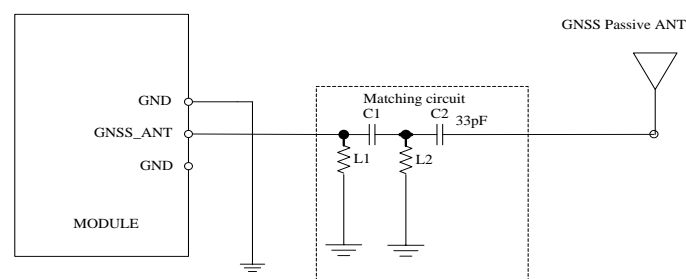 GNSS Passive ANT
Matching circuit
GND
C1
C2
33pF
GNSS_ANT
L1
L2
GND
MODULE